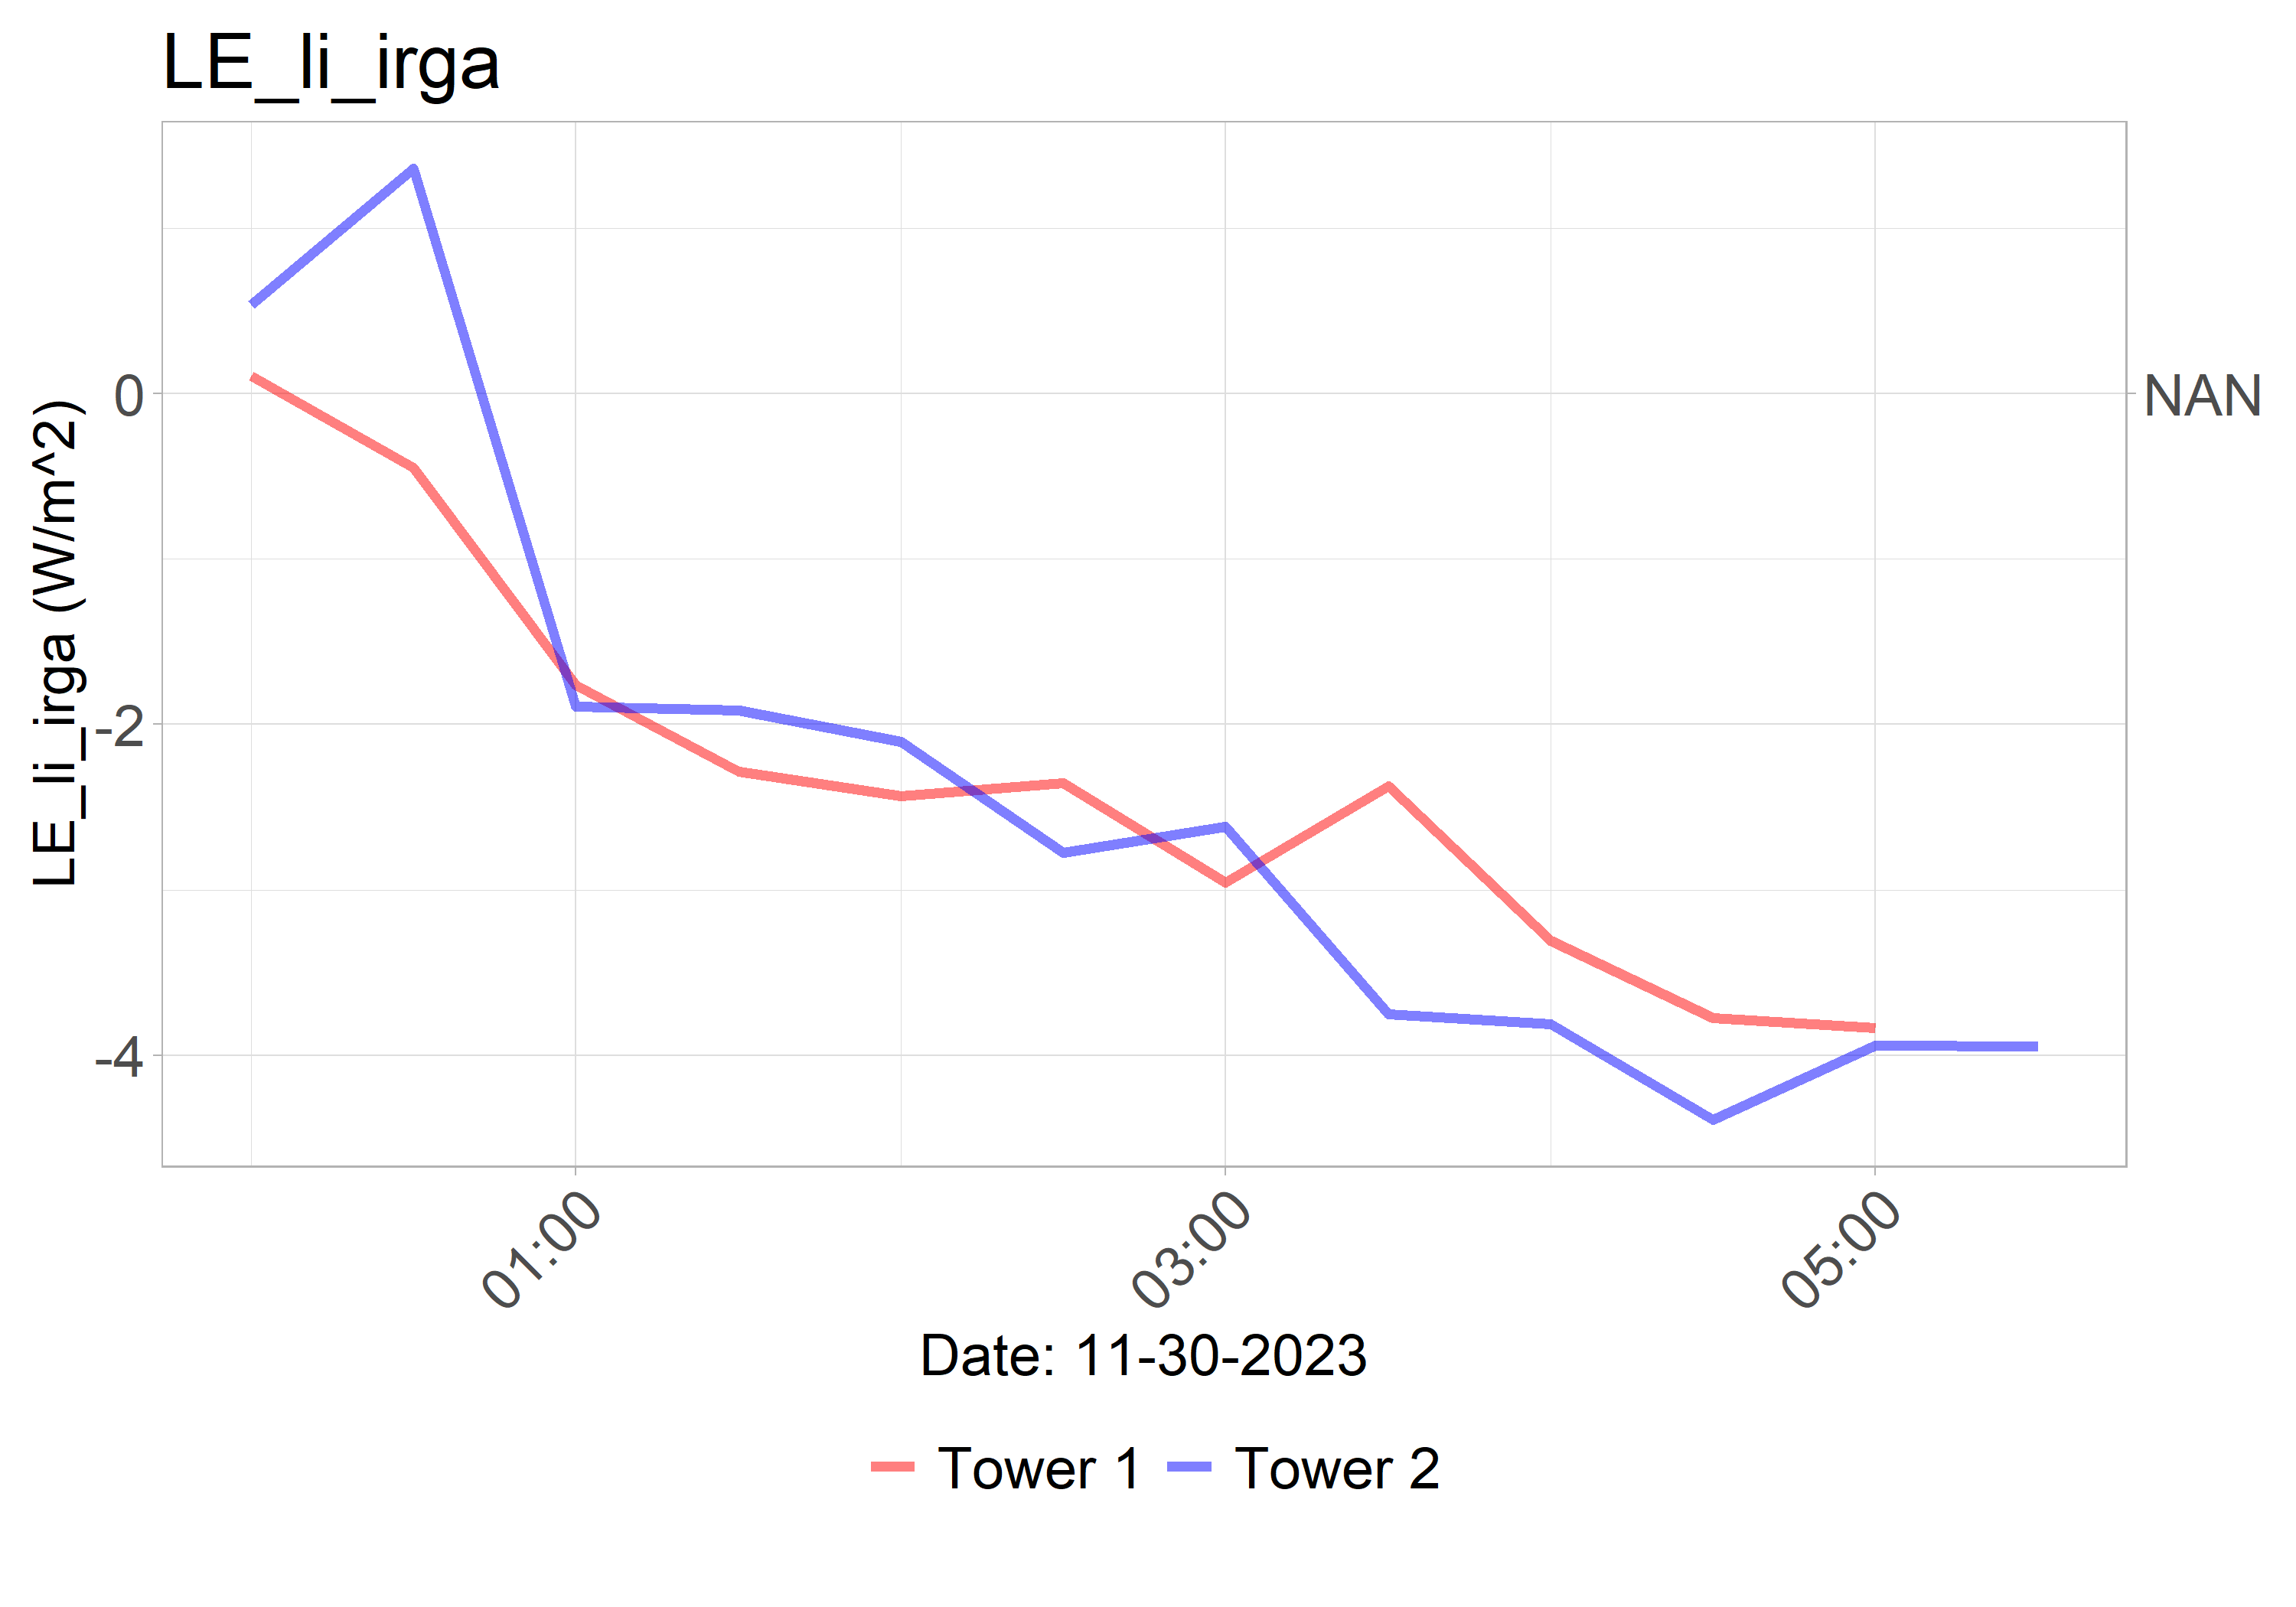 LE_li_irga
LE_li_irga (W/m^2)
0
-2
-4
NAN
01:00
03:00
05:00
Date: 11-30-2023
Tower 1
Tower 2